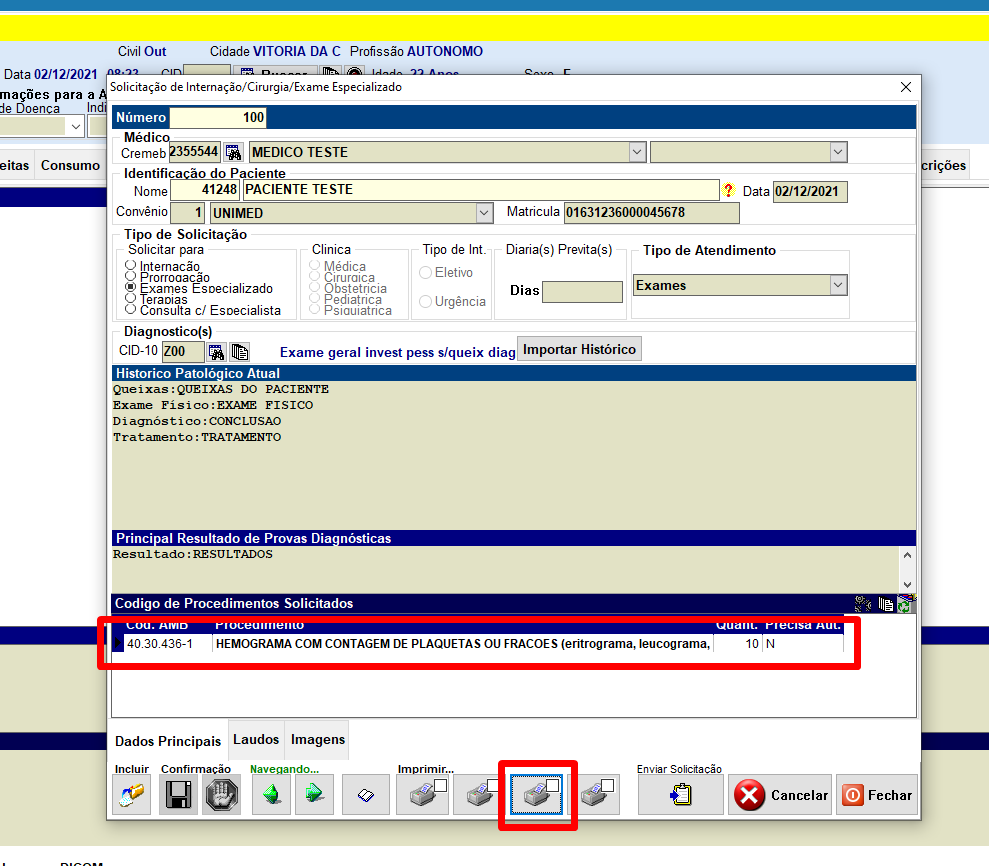 Civil Out Cidade VITORIA DA C Profissão AUTONOMO
Data 02/12/2021 08:23 CID Buscar Idade 22 Anos Sexo F
Solicitação de Internação/Cirurgia/Exame Especializado
mações para a A
de Doença Indi
Número 100
Médico
Cremeb 2355544 MEDICO TESTE
eitas Consumo crições
Identificação do Paciente
Nome 41248 PACIENTE TESTE ? Data 02/12/2021
Convênio 1 UNIMED Matricula 01631236000045678
Tipo de Solicitação
Solicitar para Clinica Tipo de Int. Diaria(s) Previta(s) Tipo de Atendimento
Internação Médica
Prorrogação Cirurgica Eletivo
Exames Especializado Obstetricia Dias Exames
Terapias Pediatrica Urgência
Consulta c/ Especialista Psiquiatrica
Diagnostico(s)
CID-10 Z00 Exame geral invest pess s/queix diag Importar Histórico
Historico Patológico Atual
Queixas:QUEIXAS DO PACIENTE
Exame Físico:EXAME FISICO
Diagnóstico:CONCLUSAO
Tratamento:TRATAMENTO
Principal Resultado de Provas Diagnósticas
Resultado:RESULTADOS
Codigo de Procedimentos Solicitados
Cód. AMB Procedimento Quant. Precisa Aut.
40.30.436-1 HEMOGRAMA COM CONTAGEM DE PLAQUETAS OU FRACOES (eritrograma, leucograma, 10 N
Dados Principais Laudos Imagens
Incluir Confirmação Navegando... Imprimir... Enviar Solicitação
Cancelar Fechar
DICOM